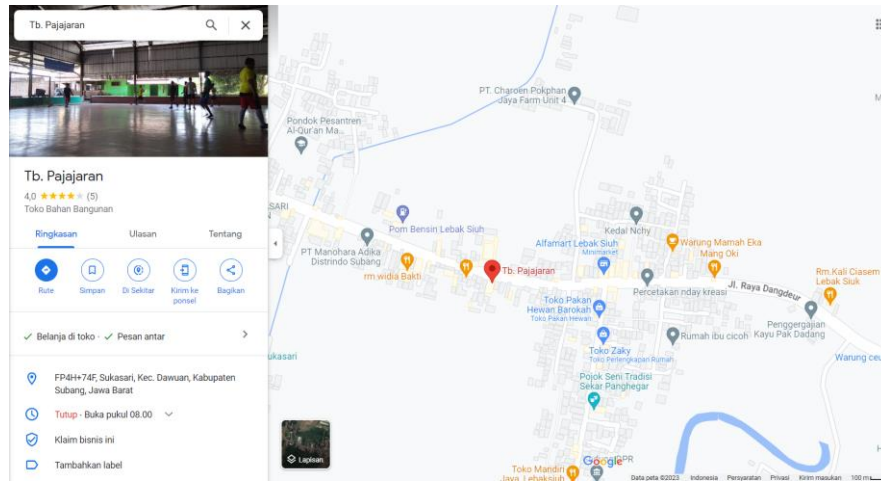 Tb. Pajajaran
Tb. Pajajaran
4,0 (5)
Toko Bahan Bangunan
Ringkasan
Ulasan
Tentang
Rute
Simpan
Di Sekitar
Kirim ke
ponsel
Bagikan
Belanja di toko · Pesan antar
FP4H+74F, Sukasari, Kec. Dawuan, Kabupaten
Subang, Jawa Barat
Tutup · Buka pukul 08.00
Klaim bisnis ini
Tambahkan label
PT. Charoen Pokphan
Jaya Farm Unit 4
Pondok Pesantren
Al-Qur'an Ma...
SARI
Pom Bensin Lebak Siuh
PT Manohara Adika
Distrindo Subang
rm widia Bakti
Tb. Pajajaran
Kedai Nchy
Alfamart Lebak Siuh
Minimarket
Warung Mamah Eka
Mang Oki
Rm.Kali Ciasem
Lebak Siuk
Percetakan nday kreasi
Jl. Raya Dangdeur
Toko Pakan
Hewan Barokah
Toko Pakan Hewan
Penggergajian
Kayu Pak Dadang
Rumah ibu cicoh
Toko Zaky
Toko Perlengkapan Rumah
ukasari
Warung ceu
Pojok Seni Tradisi
Sekar Panghegar
Lapisan
Google
Toko Mandiri
Jaya Lebaksiuh
Data peta ©2023
Indonesia
Persyaratan
Privasi
Kirim masukan
100 m